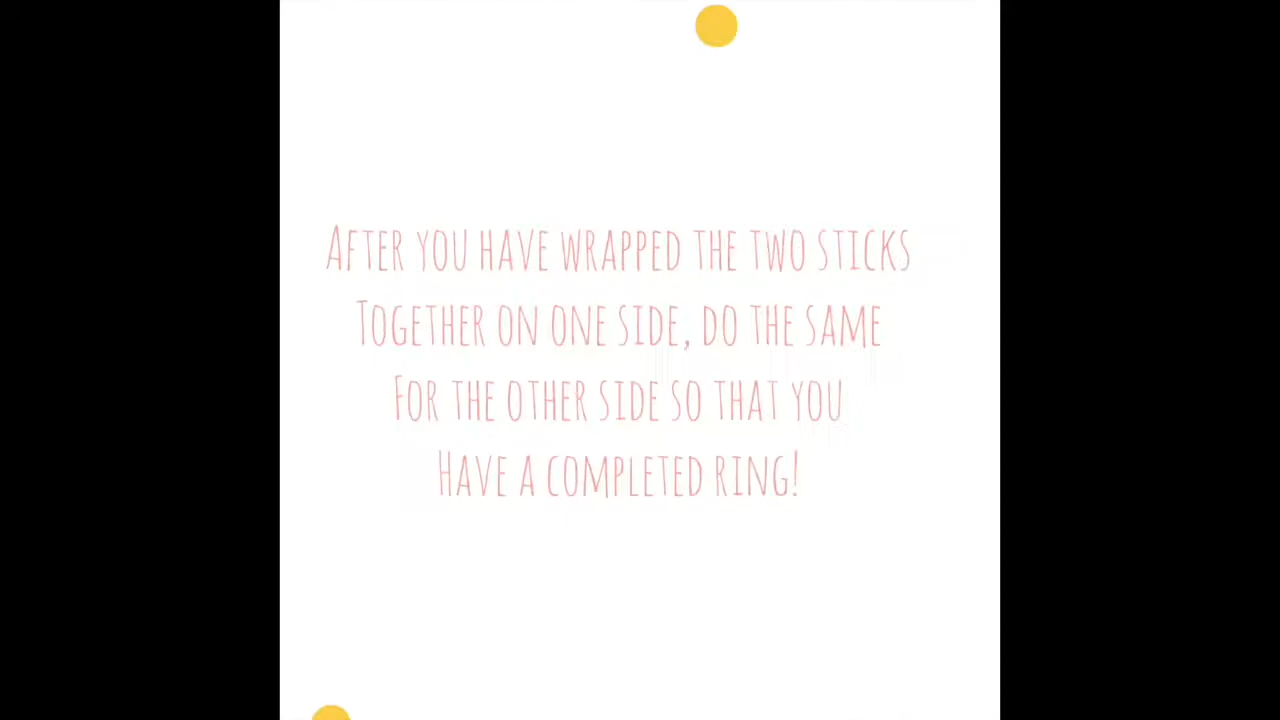 After you have wrapped the two sticks
Together on one side, do the same
For the other side so that you
Have a completed ring!